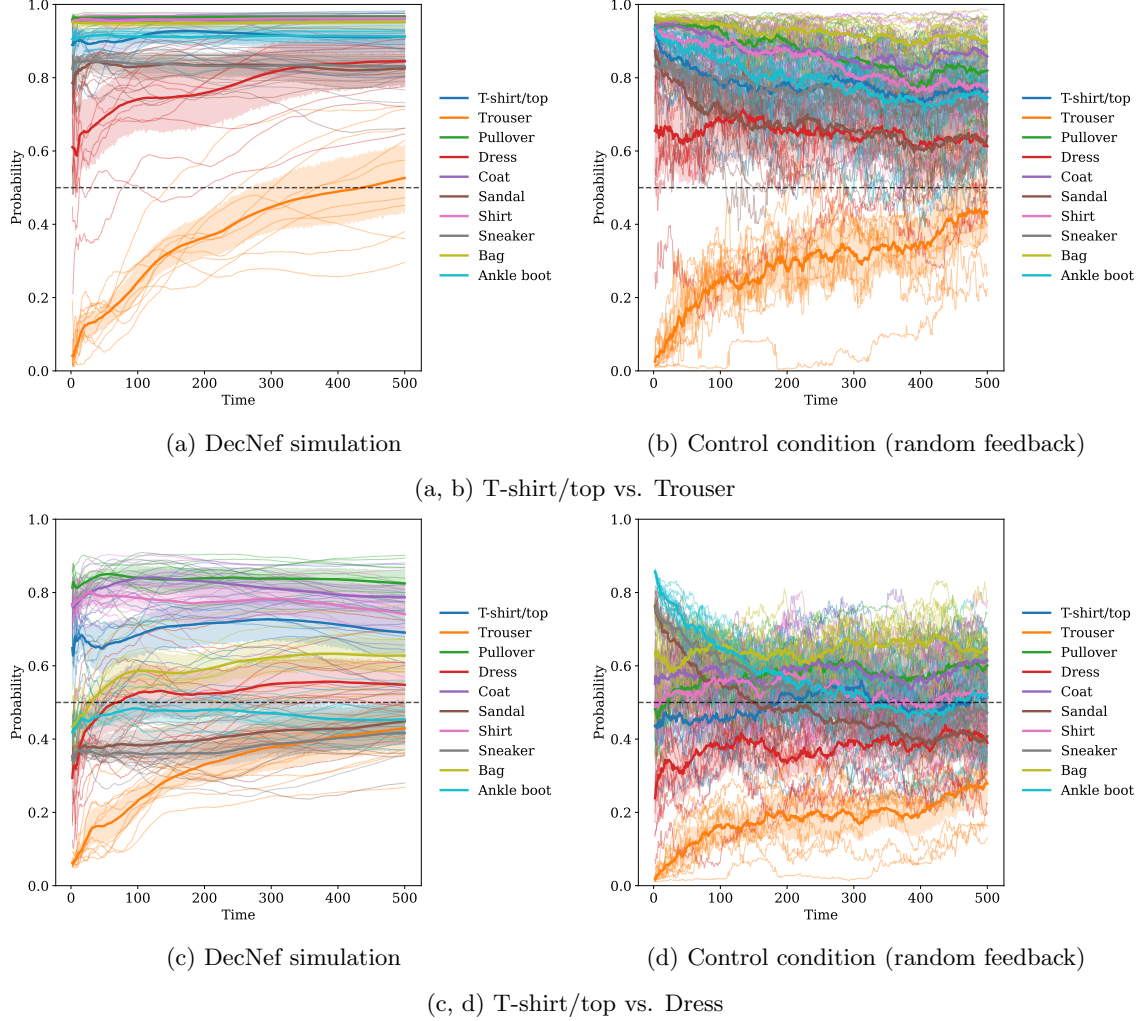 1.0
0.8
0.6
0.4
0.2
0.0
Probability
0
100
200
300
400
500
Time
T-shirt/top
Trouser
Pullover
Dress
Coat
Sandal
Shirt
Sneaker
Bag
Ankle boot
(a) DecNef simulation
1.0
0.8
0.6
0.4
0.2
0.0
Probability
0
100
200
300
400
500
Time
T-shirt/top
Trouser
Pullover
Dress
Coat
Sandal
Shirt
Sneaker
Bag
Ankle boot
(b) Control condition (random feedback)
(a, b) T-shirt/top vs. Trouser
1.0
0.8
0.6
0.4
0.2
0.0
Probability
0
100
200
300
400
500
Time
T-shirt/top
Trouser
Pullover
Dress
Coat
Sandal
Shirt
Sneaker
Bag
Ankle boot
(c) DecNef simulation
1.0
0.8
0.6
0.4
0.2
0.0
Probability
0
100
200
300
400
500
Time
T-shirt/top
Trouser
Pullover
Dress
Coat
Sandal
Shirt
Sneaker
Bag
Ankle boot
(d) Control condition (random feedback)
(c, d) T-shirt/top vs. Dress